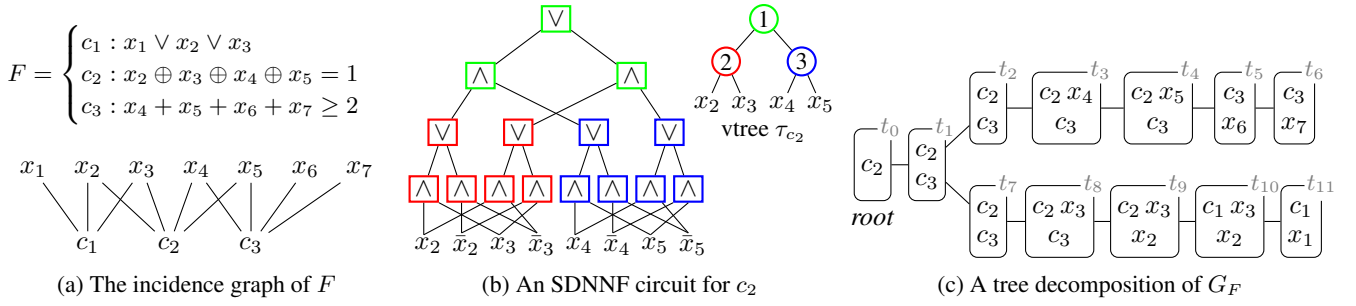 F = { c₁ : x₁ ∨ x₂ ∨ x₃
c₂ : x₂ ⊕ x₃ ⊕ x₄ ⊕ x₅ = 1
c₃ : x₄ + x₅ + x₆ + x₇ ≥ 2
x₁ x₂ x₃ x₄ x₅ x₆ x₇
c₁ c₂ c₃
(a) The incidence graph of F
∨
∧ ∧
∨ ∨ ∨ ∨
∧ ∧ ∧ ∧ ∧ ∧ ∧ ∧
x₂ x̄₂ x₃ x̄₃ x₄ x̄₄ x₅ x̄₅
1
2 3
x₂ x₃ x₄ x₅
vtree τ_c₂
(b) An SDNNF circuit for c₂
t₂ t₃ t₄ t₅ t₆
c₂ c₂ x₄ c₂ x₅ c₃ c₃
c₃ c₃ c₃ x₆ x₇
t₀ t₁
c₂ c₂
c₃
root
t₇ t₈ t₉ t₁₀ t₁₁
c₂ c₂ x₃ c₂ x₃ c₁ x₃ c₁
c₃ c₃ x₂ x₂ x₁
(c) A tree decomposition of G_F